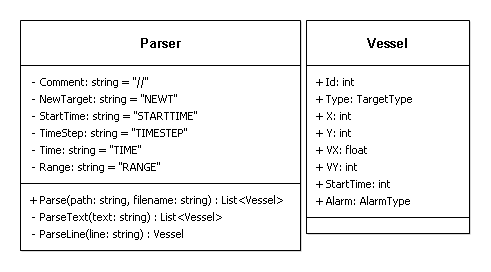 Parser
- Comment: string = "//"
- NewTarget: string = "NEWT"
- StartTime: string = "STARTTIME"
- TimeStep: string = "TIMESTEP"
- Time: string = "TIME"
- Range: string = "RANGE"
+ Parse(path: string, filename: string) : List<Vessel>
- ParseText(text: string) : List<Vessel>
- ParseLine(line: string) : Vessel
Vessel
+ Id: int
+ Type: TargetType
+ X: int
+ Y: int
+ VX: float
+ VY: int
+ StartTime: int
+ Alarm: AlarmType